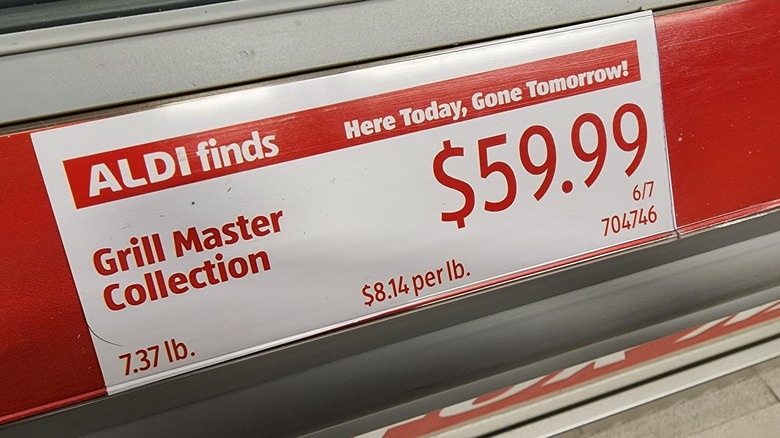 ALDI finds Here Today, Gone Tomorrow!
$59.99
Grill Master
Collection
6/7
704746
$8.14 per lb.
7.37 lb.